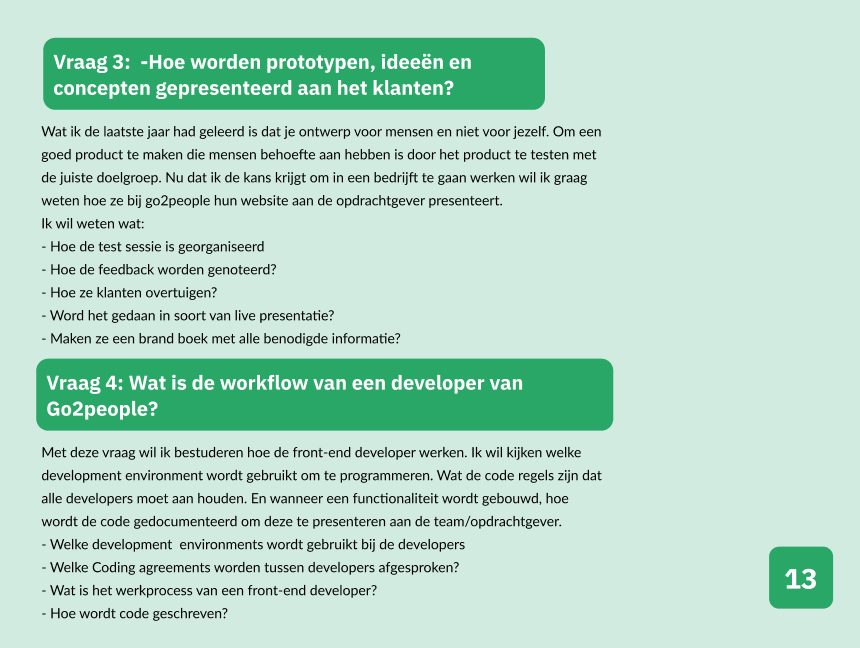 Vraag 3:  -Hoe worden prototypen, ideeën en
concepten gepresenteerd aan het klanten?
Wat ik de laatste jaar had geleerd is dat je ontwerp voor mensen en niet voor jezelf. Om een
goed product te maken die mensen behoefte aan hebben is door het product te testen met
de juiste doelgroep. Nu dat ik de kans krijgt om in een bedrijft te gaan werken wil ik graag
weten hoe ze bij go2people hun website aan de opdrachtgever presenteert.
Ik wil weten wat:
- Hoe de test sessie is georganiseerd
- Hoe de feedback worden genoteerd?
- Hoe ze klanten overtuigen?
- Word het gedaan in soort van live presentatie?
- Maken ze een brand boek met alle benodigde informatie?
Vraag 4: Wat is de workflow van een developer van
Go2people?
Met deze vraag wil ik bestuderen hoe de front-end developer werken. Ik wil kijken welke
development environment wordt gebruikt om te programmeren. Wat de code regels zijn dat
alle developers moet aan houden. En wanneer een functionaliteit wordt gebouwd, hoe
wordt de code gedocumenteerd om deze te presenteren aan de team/opdrachtgever.
- Welke development  environments wordt gebruikt bij de developers
- Welke Coding agreements worden tussen developers afgesproken?
- Wat is het werkprocess van een front-end developer?
- Hoe wordt code geschreven?
13